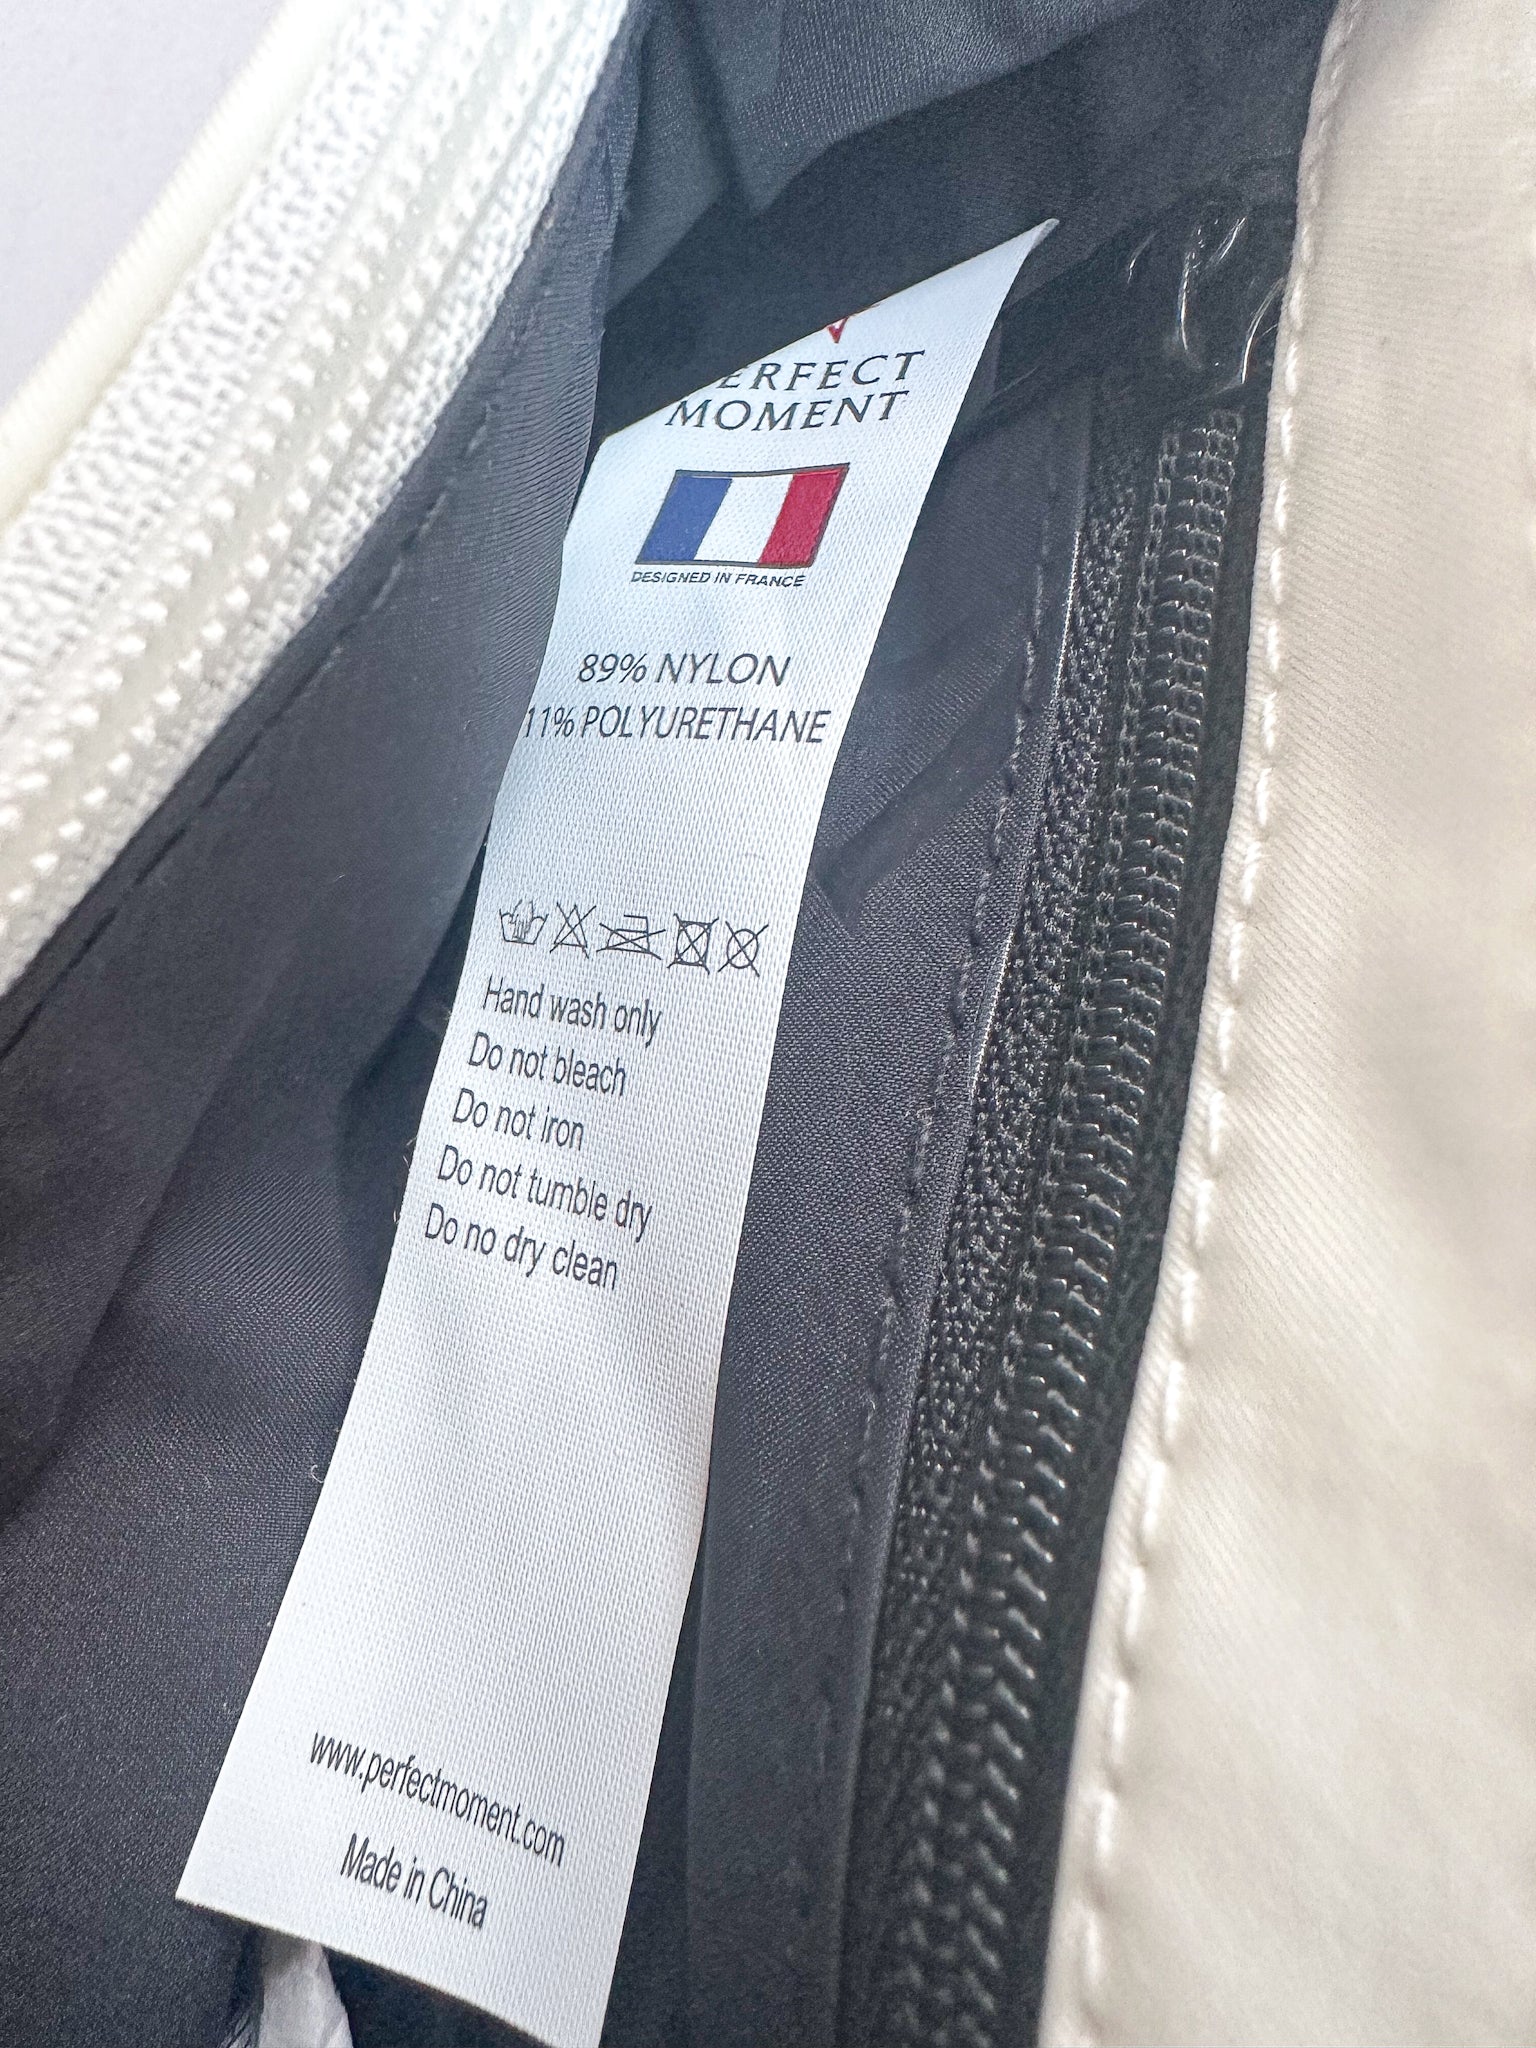 PERFECT
MOMENT
DESIGNED IN FRANCE
89% NYLON
11% POLYURETHANE
Hand wash only
Do not bleach
Do not iron
Do not tumble dry
Do no dry clean
www.perfectmoment.com
Made in China